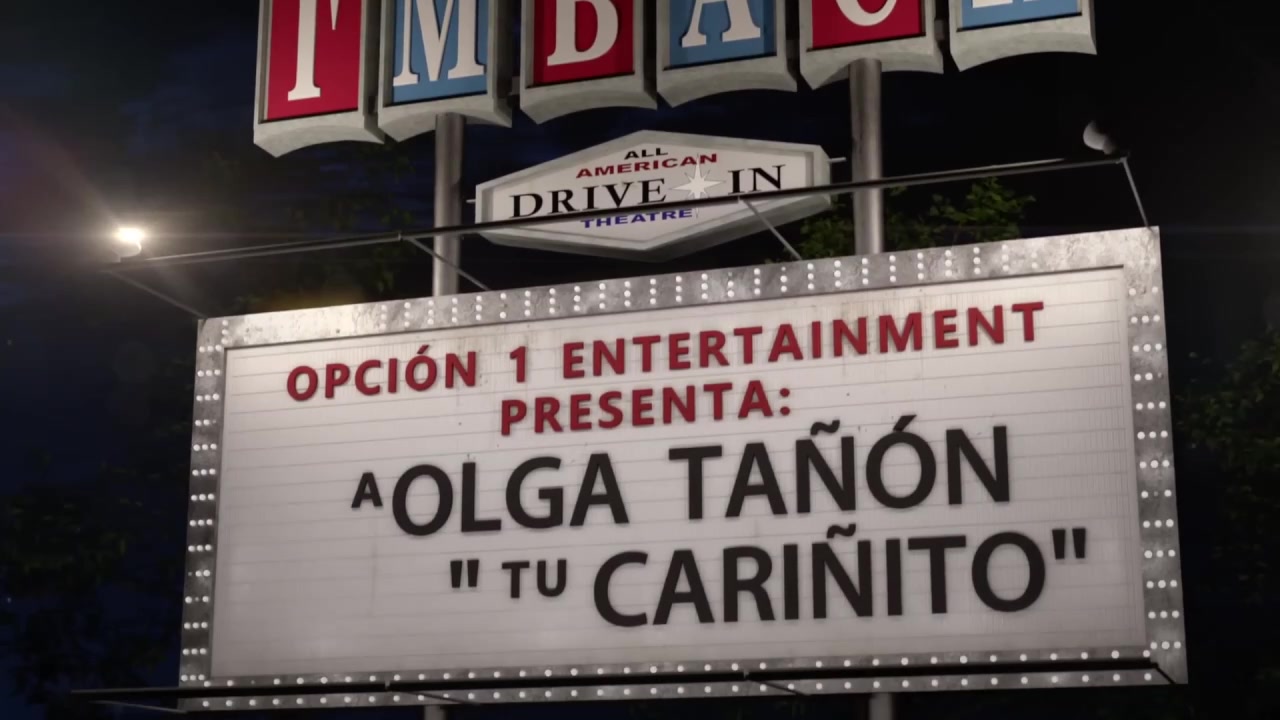 ALL
AMERICAN
DRIVE IN
THEATRE
OPCIÓN 1 ENTERTAINMENT
PRESENTA:
A OLGA TAÑÓN
" TU CARIÑITO"